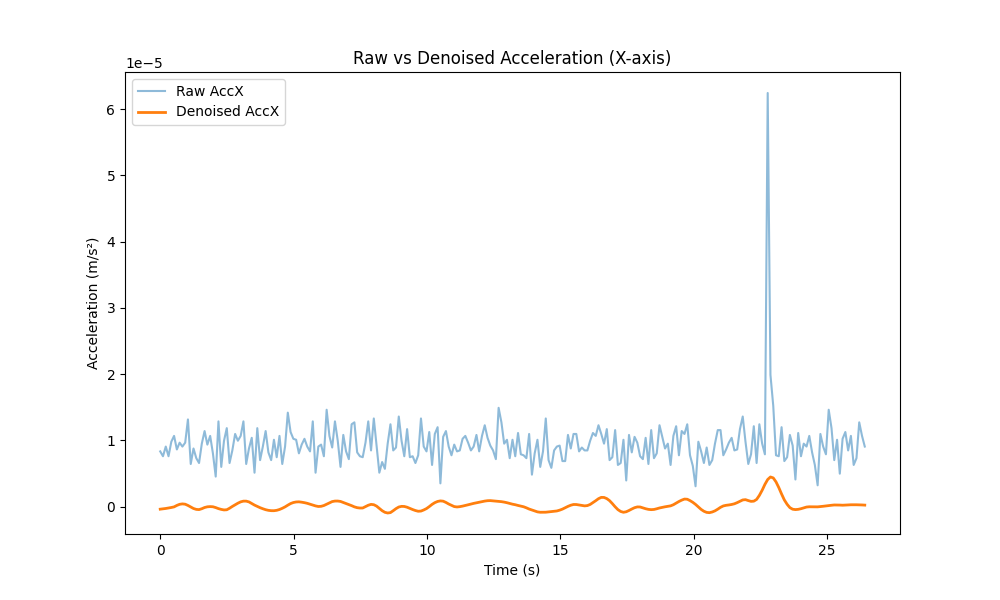 Raw vs Denoised Acceleration (X-axis)
1e−5
Raw AccX
Denoised AccX
6
5
4
3
2
1
0
Acceleration (m/s²)
0 5 10 15 20 25
Time (s)